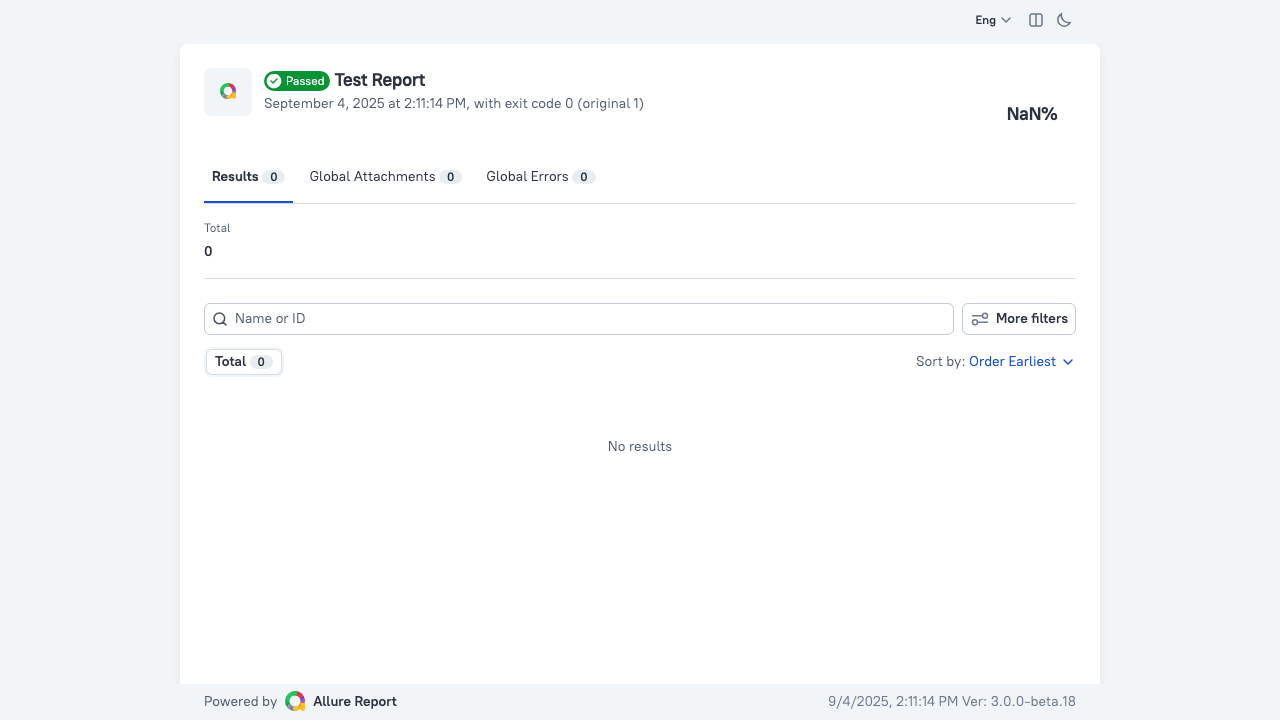 Eng
Passed Test Report
September 4, 2025 at 2:11:14 PM, with exit code 0 (original 1)
NaN%
Results 0 Global Attachments 0 Global Errors 0
Total
0
Name or ID More filters
Total 0 Sort by: Order Earliest
No results
Powered by Allure Report 9/4/2025, 2:11:14 PM Ver: 3.0.0-beta.18